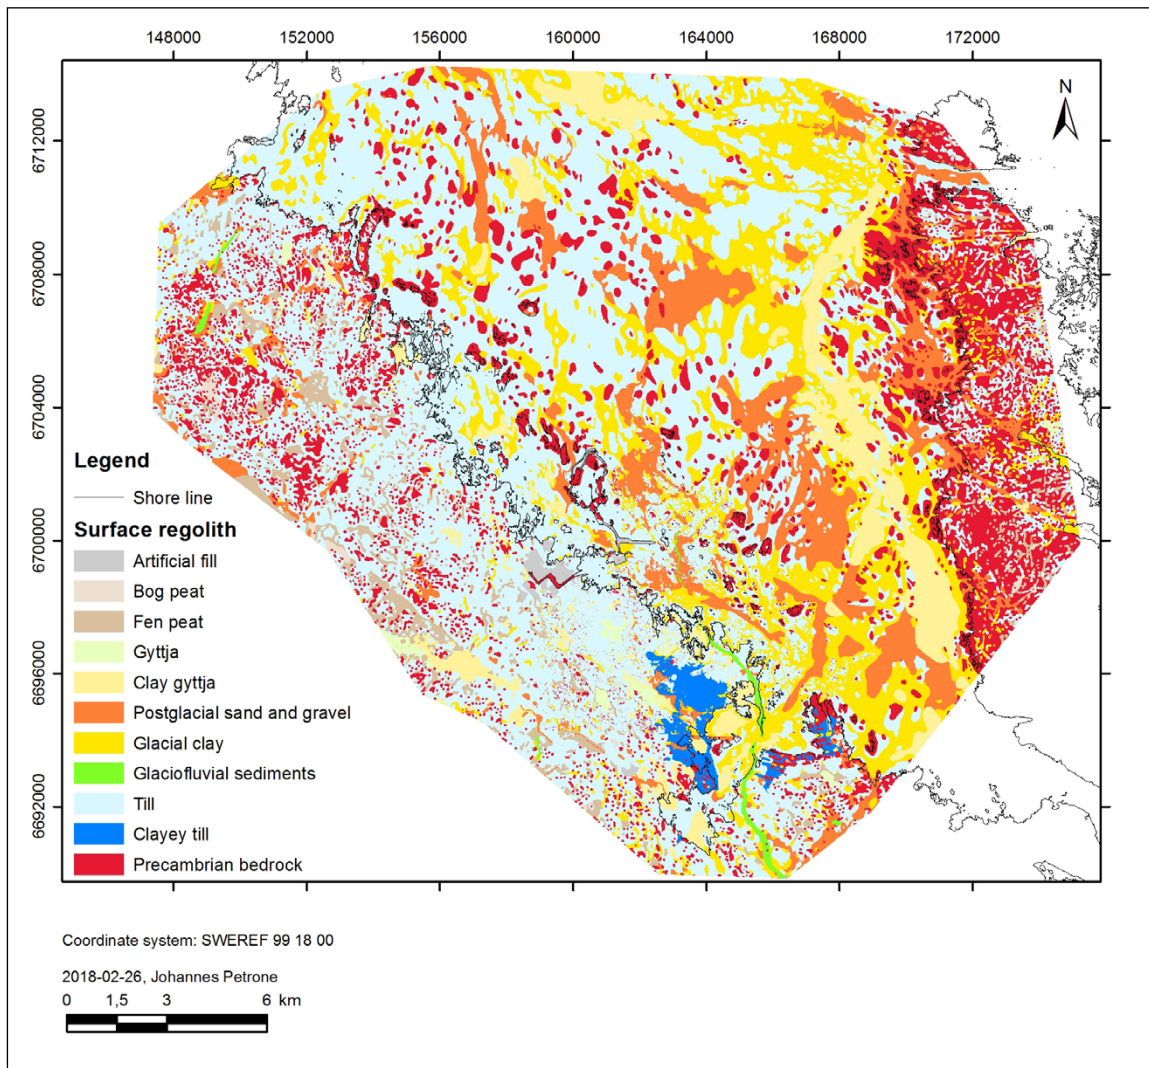 148000 152000 156000 160000 164000 168000 172000
N
6712000
6708000
6704000
6700000
6696000
6692000
Legend
Shore line
Surface regolith
Artificial fill
Bog peat
Fen peat
Gyttja
Clay gyttja
Postglacial sand and gravel
Glacial clay
Glaciofluvial sediments
Till
Clayey till
Precambrian bedrock
Coordinate system: SWEREF 99 18 00
2018-02-26, Johannes Petrone
0 1,5 3 6 km